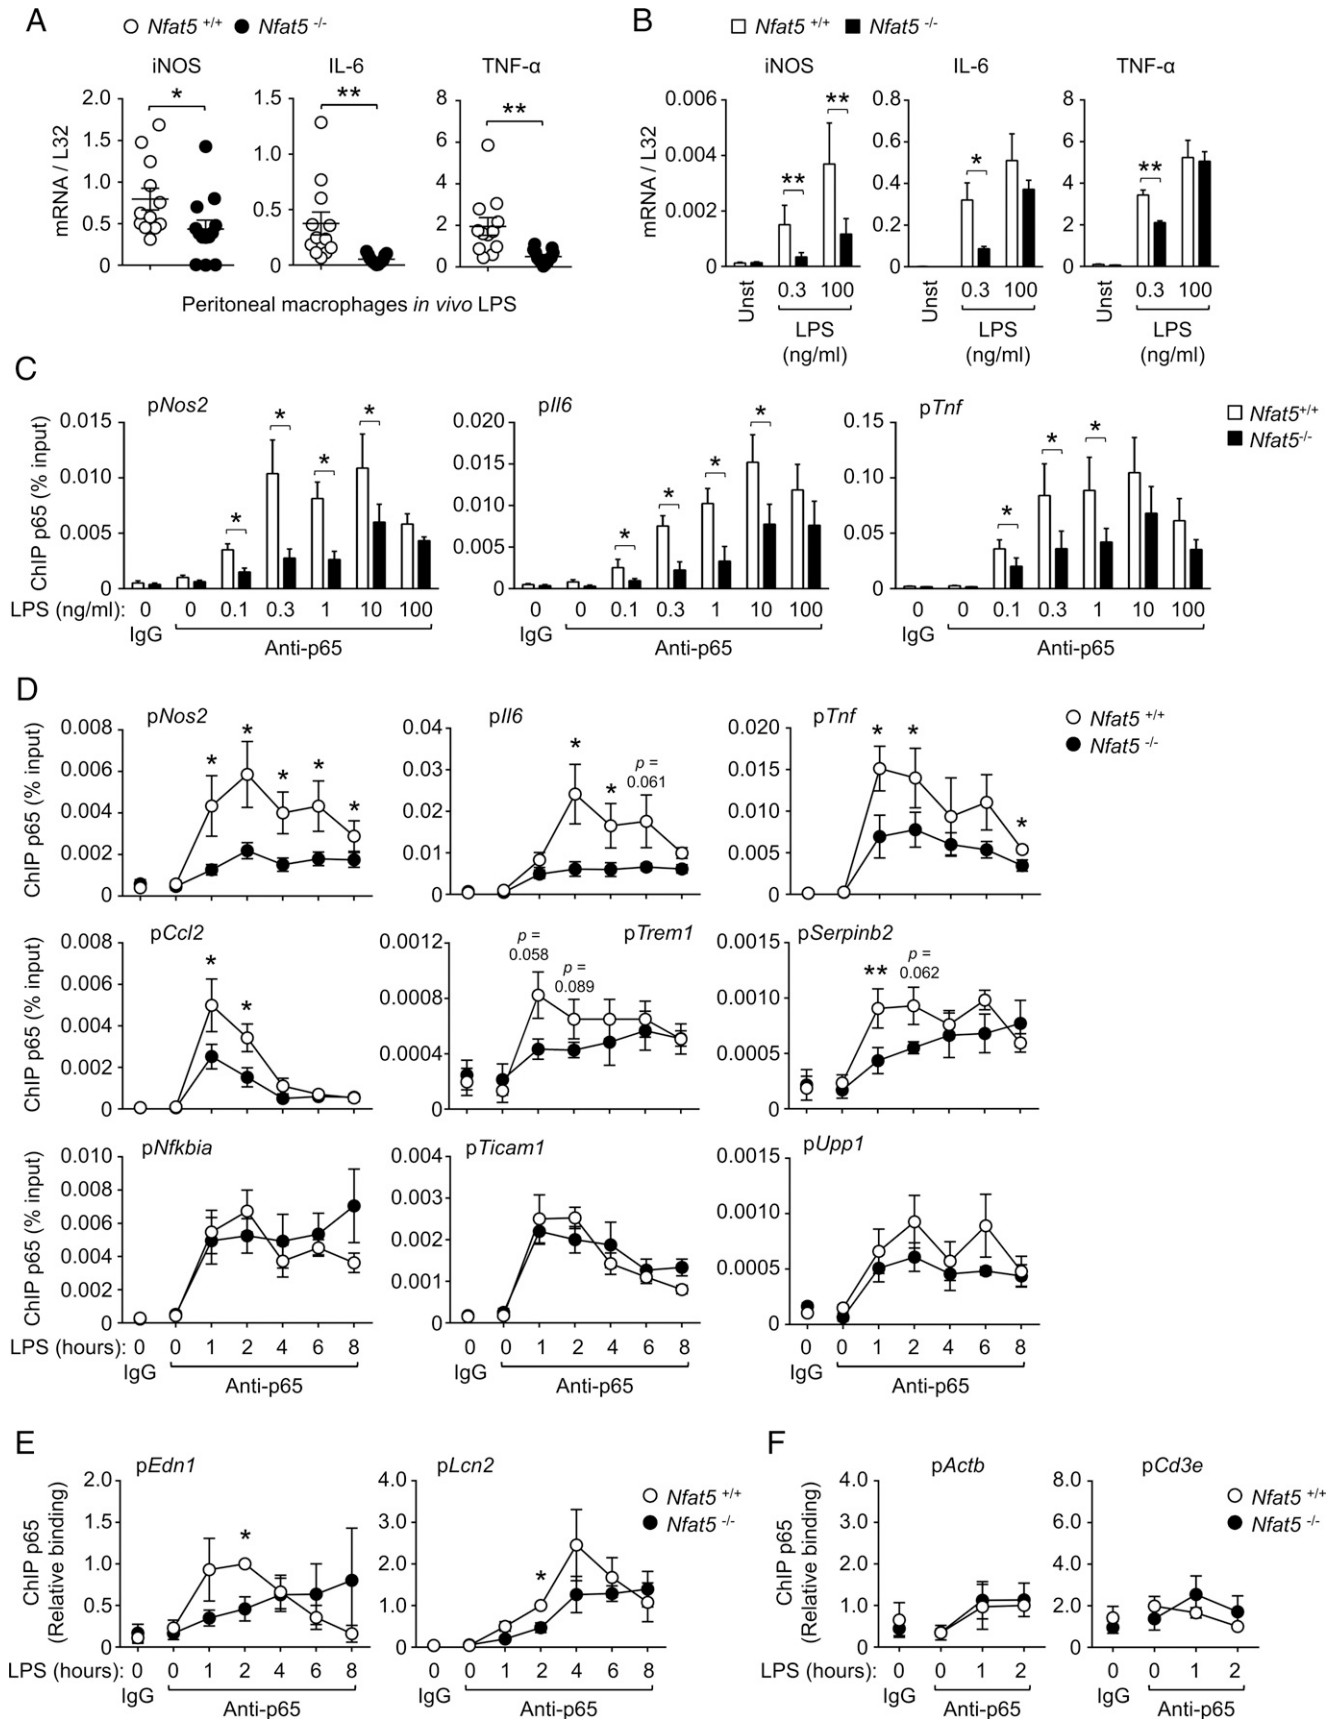 A
○ Nfat5 +/+ ● Nfat5 -/-
iNOS IL-6 TNF-α
* ** **
mRNA / L32
2.0 1.5 1.0 0.5 0
1.5 1.0 0.5 0
8 6 4 2 0
Peritoneal macrophages in vivo LPS
B
□ Nfat5 +/+ ■ Nfat5 -/-
iNOS IL-6 TNF-α
** ** * **
mRNA / L32
0.006 0.004 0.002 0
0.8 0.6 0.4 0.2 0
8 6 4 2 0
Unst 0.3 100 Unst 0.3 100 Unst 0.3 100
LPS LPS LPS
(ng/ml) (ng/ml) (ng/ml)
C
pNos2 pIl6 pTnf
□ Nfat5+/+
■ Nfat5-/-
ChIP p65 (% input)
0.015 0.010 0.005 0
0.020 0.015 0.010 0.005 0
0.15 0.10 0.05 0
* * * *
* * * *
* * *
LPS (ng/ml): 0 0 0.1 0.3 1 10 100 0 0 0.1 0.3 1 10 100 0 0 0.1 0.3 1 10 100
IgG Anti-p65 IgG Anti-p65 IgG Anti-p65
D
pNos2 pIl6 pTnf
○ Nfat5 +/+
● Nfat5 -/-
ChIP p65 (% input)
0.008 0.006 0.004 0.002 0
* * * * *
0.04 0.03 0.02 0.01 0
* * p = 0.061
0.020 0.015 0.010 0.005 0
* * *
pCcl2 pTrem1 pSerpinb2
ChIP p65 (% input)
0.008 0.006 0.004 0.002 0
* *
0.0012 0.0008 0.0004 0
p = 0.058
p = 0.089
0.0015 0.0010 0.0005 0
** p = 0.062
pNfkbia pTicam1 pUpp1
ChIP p65 (% input)
0.010 0.008 0.006 0.004 0.002 0
0.004 0.003 0.002 0.001 0
0.0015 0.0010 0.0005 0
LPS (hours): 0 0 1 2 4 6 8 0 0 1 2 4 6 8 0 0 1 2 4 6 8
IgG Anti-p65 IgG Anti-p65 IgG Anti-p65
E
pEdn1 pLcn2
○ Nfat5 +/+
● Nfat5 -/-
ChIP p65
(Relative binding)
2.0 1.5 1.0 0.5 0
*
4.0 3.0 2.0 1.0 0
*
LPS (hours): 0 0 1 2 4 6 8 0 0 1 2 4 6 8
IgG Anti-p65 IgG Anti-p65
F
pActb pCd3e
○ Nfat5 +/+
● Nfat5 -/-
ChIP p65
(Relative binding)
4.0 3.0 2.0 1.0 0
8.0 6.0 4.0 2.0 0
LPS (hours): 0 0 1 2 0 0 1 2
IgG Anti-p65 IgG Anti-p65